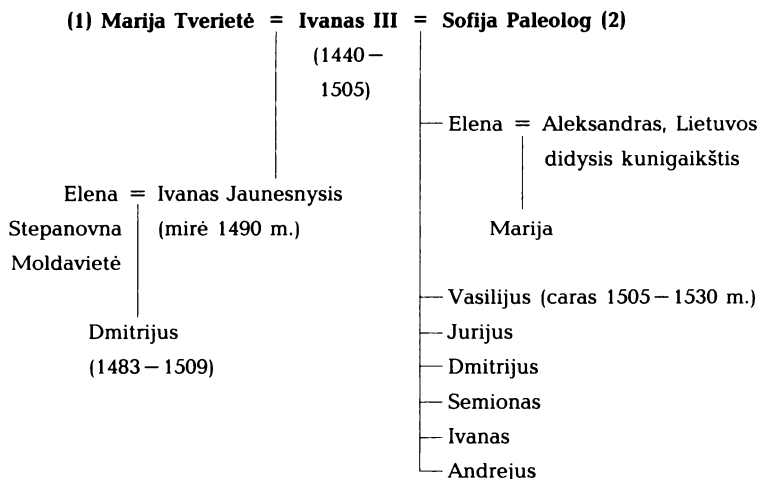 (1) Marija Tverietė = Ivanas III = Sofija Paleolog (2)
(1440–
1505)
Elena = Aleksandras, Lietuvos
didysis kunigaikštis
Marija
Elena = Ivanas Jaunesnysis
Stepanovna (mirė 1490 m.)
Moldavietė
Dmitrijus
(1483–1509)
Vasilijus (caras 1505–1530 m.)
Jurijus
Dmitrijus
Semionas
Ivanas
Andrejus